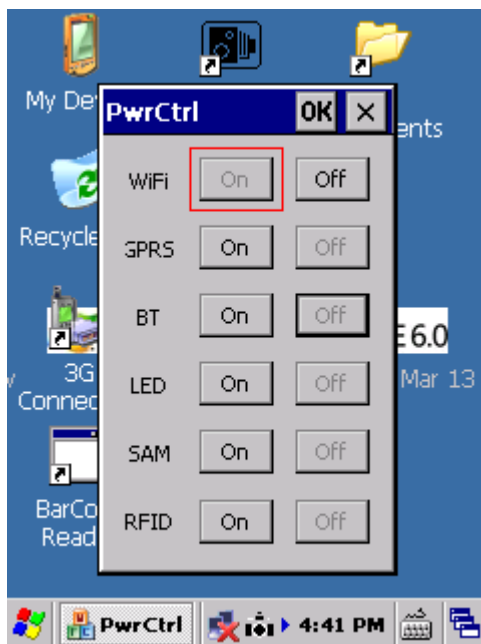 My De
ents
PwrCtrl OK
WiFi On Off
Recycle
GPRS On Off
BT On Off
E 6.0
3G
Connec
LED On Off
Mar 13
SAM On Off
BarCo
Read
RFID On Off
PwrCtrl 4:41 PM